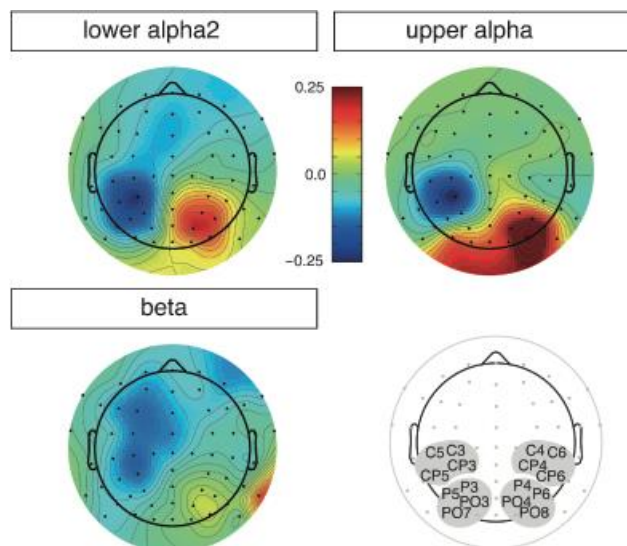 lower alpha2
upper alpha
0.25
0.0
−0.25
beta
C5 C3
CP3
CP5
C4 C6
CP4
CP6
P3
P5 PO3
PO7
P4
P6
PO4
PO8